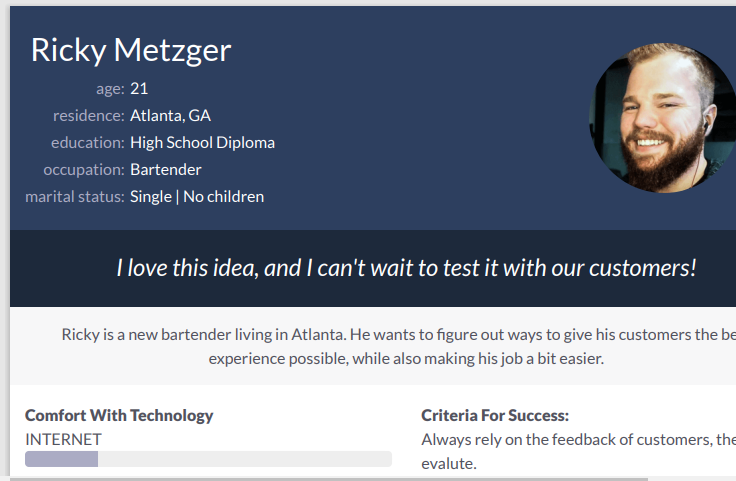 Ricky Metzger
age: 21
residence: Atlanta, GA
education: High School Diploma
occupation: Bartender
marital status: Single | No children
I love this idea, and I can't wait to test it with our customers!
Ricky is a new bartender living in Atlanta. He wants to figure out ways to give his customers the be
experience possible, while also making his job a bit easier.
Comfort With Technology
INTERNET
Criteria For Success:
Always rely on the feedback of customers, the
evalute.